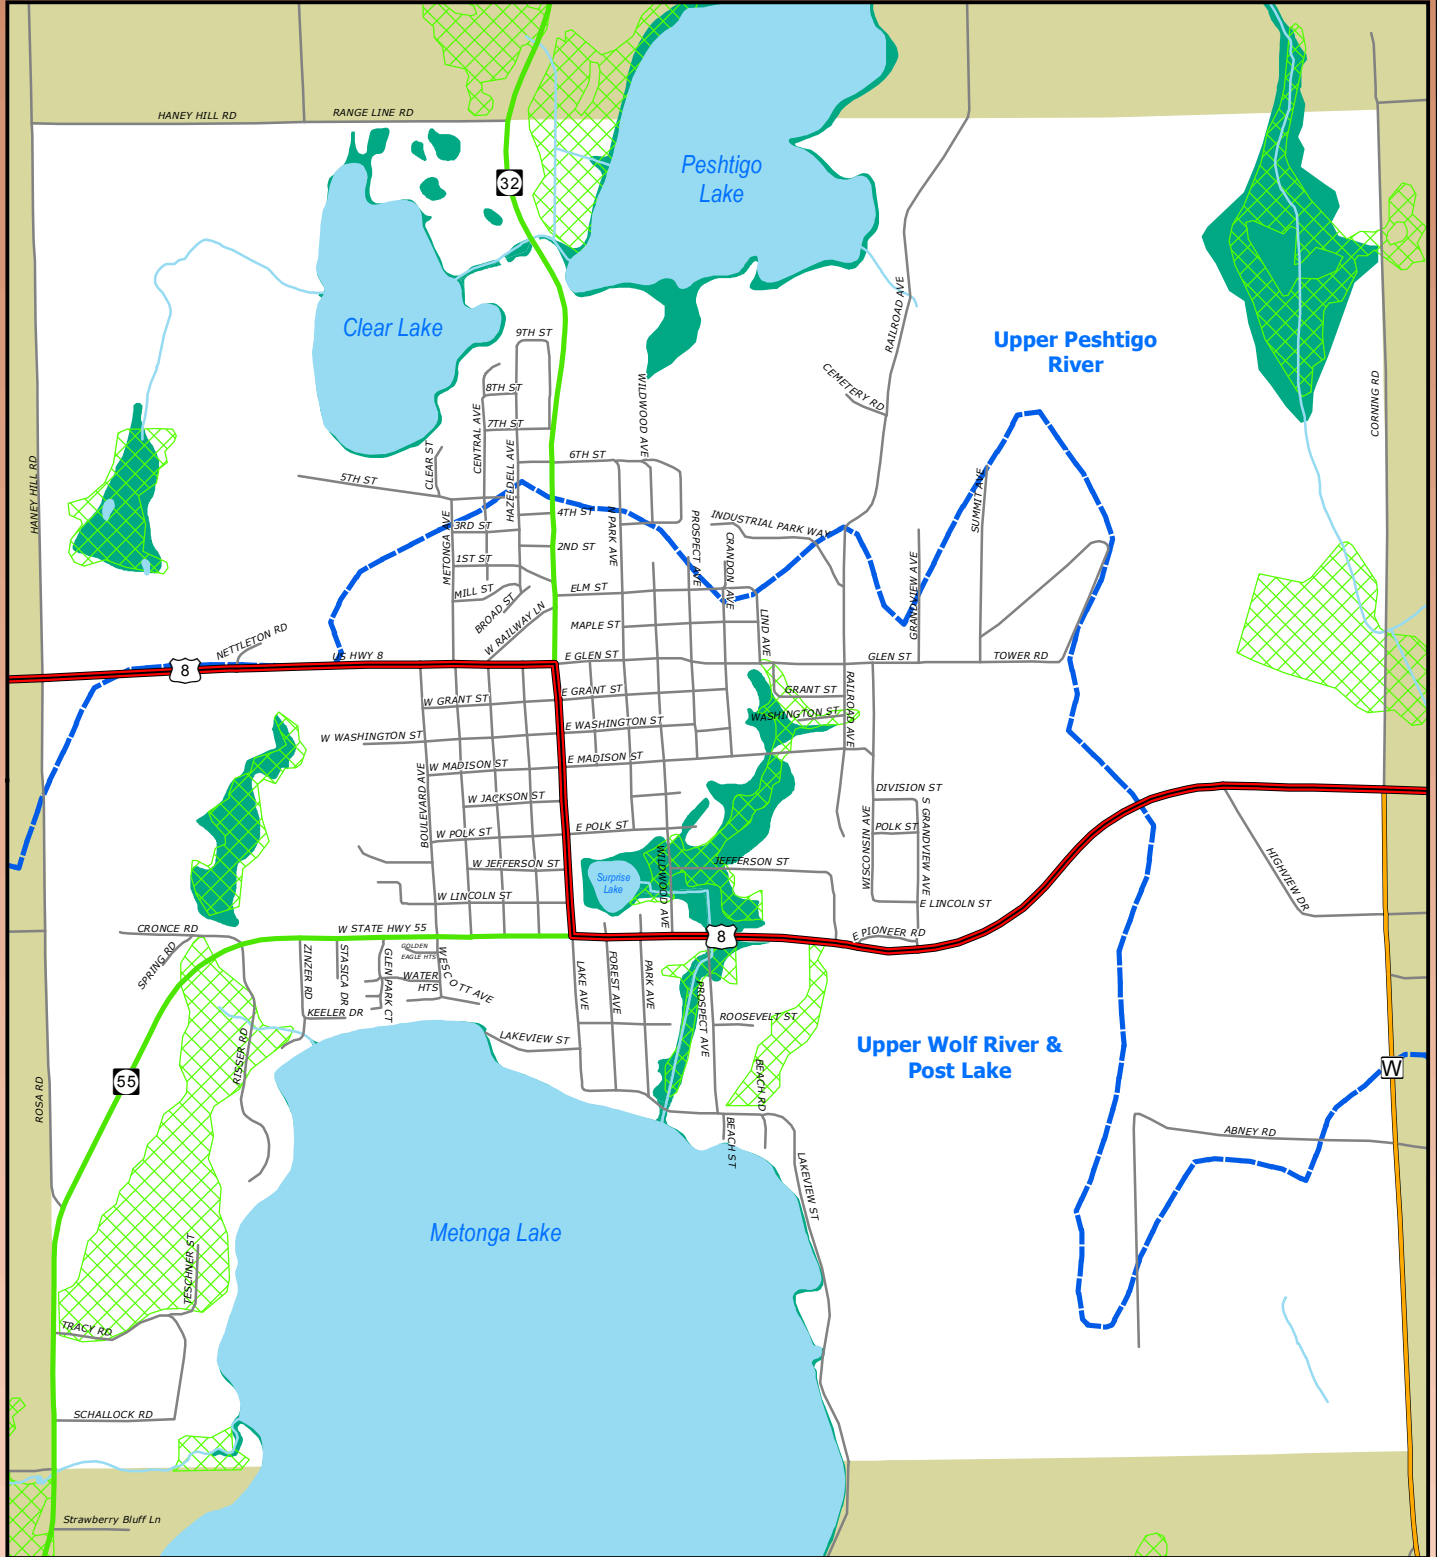 HANEY HILL RD
RANGE LINE RD
32
Peshtigo
Lake
Clear Lake
RAILROAD AVE
Upper Peshtigo
River
9TH ST
CEMETERY RD
8TH ST
WILDWOOD AVE
CORNING RD
CENTRAL AVE
7TH ST
HAZELDELL AVE
CLEAR ST
6TH ST
5TH ST
HANEY HILL RD
SUMMIT AVE
4TH ST
N PARK AVE
PROSPECT AVE
INDUSTRIAL PARK WAY
METONGA AVE
3RD ST
CRANDON AVE
2ND ST
1ST ST
GRANDVIEW AVE
MILL ST
ELM ST
BROAD ST
W RAILWAY LN
MAPLE ST
LIND AVE
NETTLETON RD
US HWY 8
8
E GLEN ST
GLEN ST
TOWER RD
W GRANT ST
E GRANT ST
GRANT ST
RAILROAD AVE
WASHINGTON ST
W WASHINGTON ST
E WASHINGTON ST
W MADISON ST
E MADISON ST
BOULEVARD AVE
DIVISION ST
W JACKSON ST
S GRANDVIEW AVE
WISCONSIN AVE
W POLK ST
E POLK ST
POLK ST
W JEFFERSON ST
WILDWOOD AVE
JEFFERSON ST
HIGHVIEW DR
Surprise
Lake
W LINCOLN ST
E LINCOLN ST
CRONCE RD
W STATE HWY 55
8
E PIONEER RD
SPRING RD
ZINZER RD
STASICA DR
GLEN PARK CT
GOLDEN
EAGLE HTS
WESCOTT AVE
WATER
HTS
LAKE AVE
FOREST AVE
PARK AVE
PROSPECT AVE
KEELER DR
ROOSEVELT ST
RISSER RD
LAKEVIEW ST
Upper Wolf River &
Post Lake
W
55
ROSA RD
BEACH RD
BEACH ST
ABNEY RD
LAKEVIEW ST
Metonga Lake
TESCHNER ST
TRACY RD
SCHALLOCK RD
Strawberry Bluff Ln